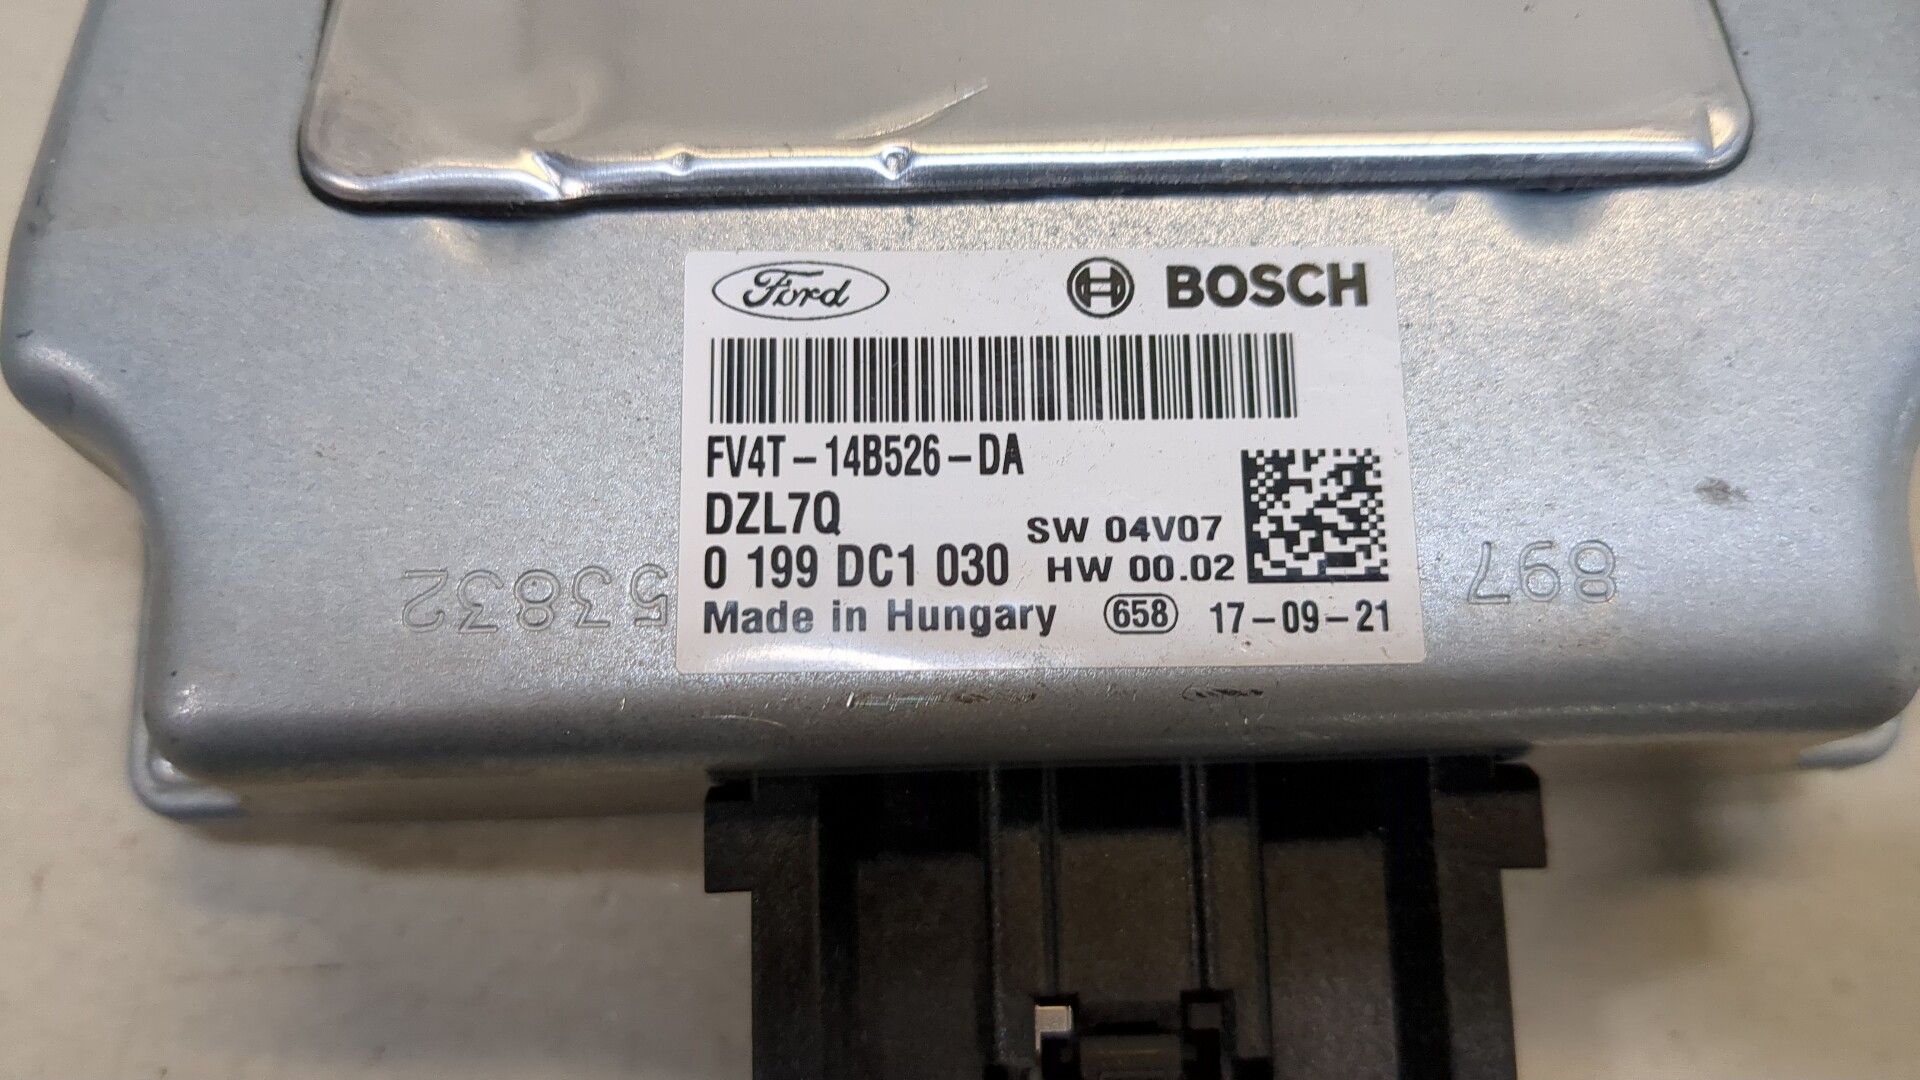 Ford BOSCH
FV4T-14B526-DA
DZL7Q
SW 04V07
0 199 DC1 030
HW 00.02
Made in Hungary 658 17-09-21
53832
897